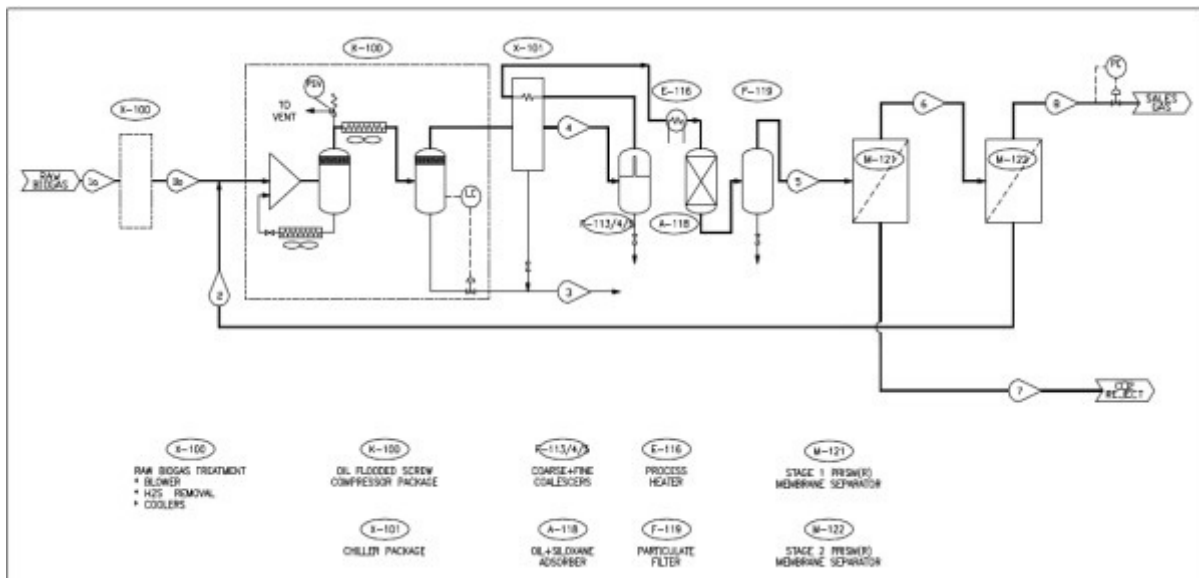 K-100
X-101
PSV
TO
VENT
E-116
F-119
PC
X-100
6
8
SALES
GAS
4
M-121
M-122
RAW
BIOGAS
1a
5
LC
A-118
2
3
7
REJECT
X-100
RAW BIOGAS TREATMENT
* BLOWER
* H2S REMOVAL
* COOLERS
K-100
OIL FLOODED SCREW
COMPRESSOR PACKAGE
X-101
CHILLER PACKAGE
F-113/4/5
COARSE+FINE
COALESCERS
A-118
OIL+SILOXANE
ADSORBER
E-116
PROCESS
HEATER
F-119
PARTICULATE
FILTER
M-121
STAGE 1 PRISM(R)
MEMBRANE SEPARATOR
M-122
STAGE 2 PRISM(R)
MEMBRANE SEPARATOR